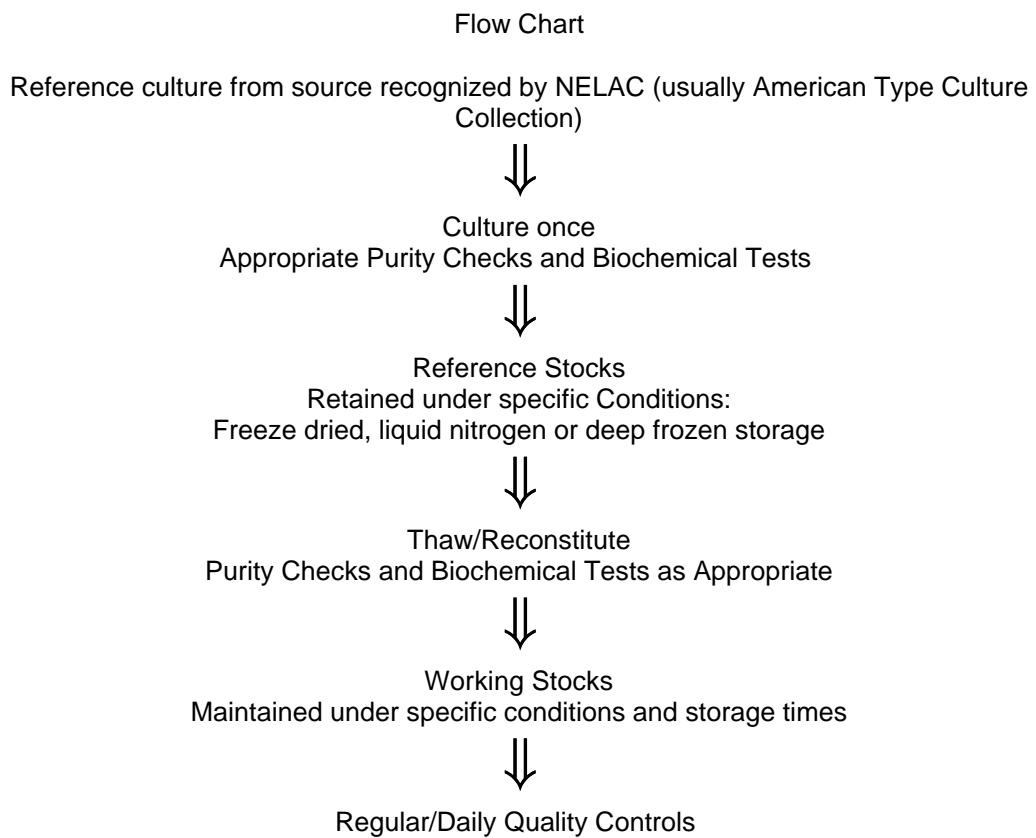 Flow Chart
Reference culture from source recognized by NELAC (usually American Type Culture
Collection)
⇓
Culture once
Appropriate Purity Checks and Biochemical Tests
⇓
Reference Stocks
Retained under specific Conditions:
Freeze dried, liquid nitrogen or deep frozen storage
⇓
Thaw/Reconstitute
Purity Checks and Biochemical Tests as Appropriate
⇓
Working Stocks
Maintained under specific conditions and storage times
⇓
Regular/Daily Quality Controls